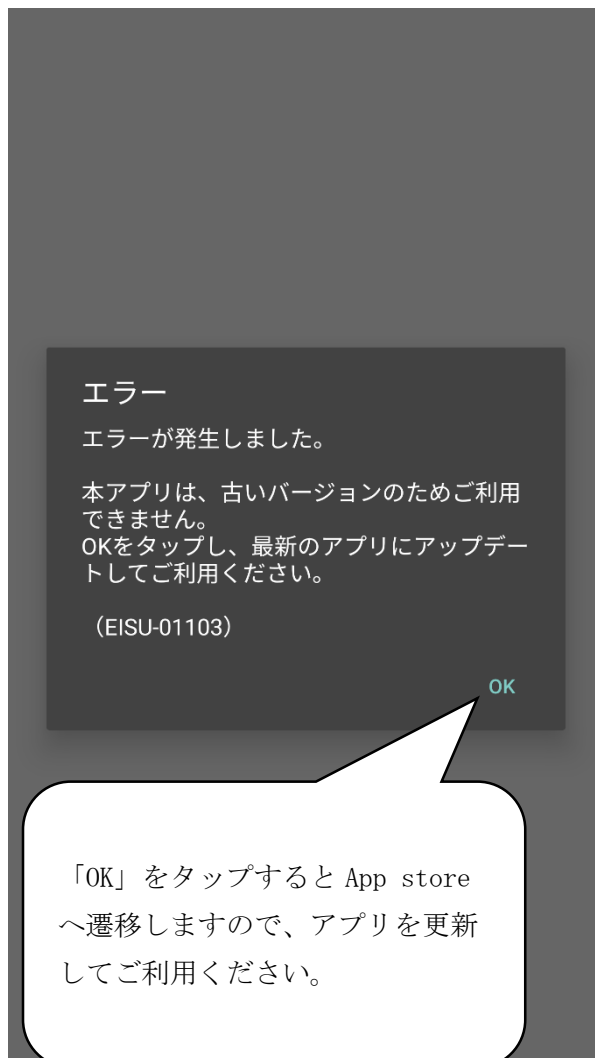 エラー
エラーが発生しました。
本アプリは、古いバージョンのためご利用
できません。
OKをタップし、最新のアプリにアップデー
トしてご利用ください。
（EISU-01103）
OK
「OK」をタップすると App store
へ遷移しますので、アプリを更新
してご利用ください。